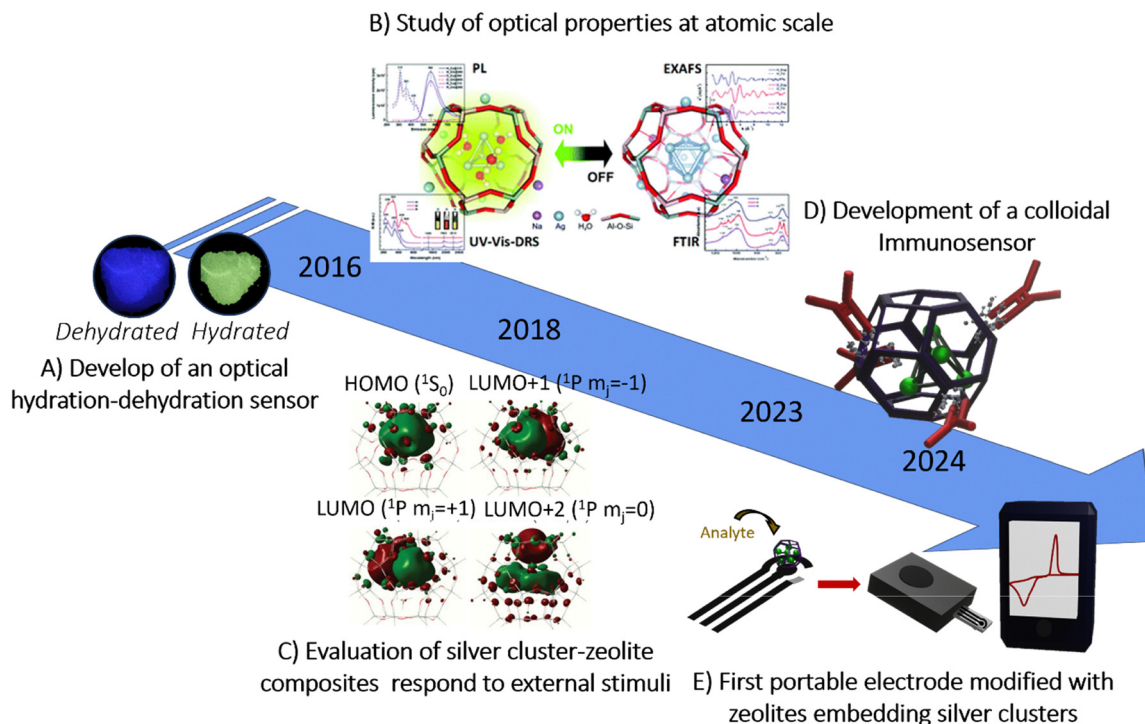 B) Study of optical properties at atomic scale
PL
EXAFS
ON
OFF
UV-Vis-DRS
Na
Ag
H₂O
Al-O-Si
FTIR
2016
Dehydrated
Hydrated
A) Develop of an optical
hydration-dehydration sensor
2018
D) Development of a colloidal
Immunosensor
HOMO (¹S₀)
LUMO+1 (¹P mⱼ=-1)
LUMO (¹P mⱼ=+1)
LUMO+2 (¹P mⱼ=0)
2023
2024
C) Evaluation of silver cluster-zeolite
composites respond to external stimuli
Analyte
E) First portable electrode modified with
zeolites embedding silver clusters